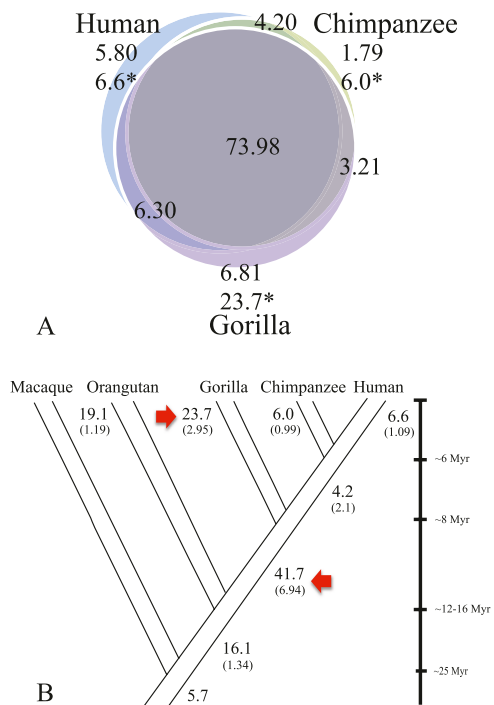 Human
5.80
6.6*
4.20
Chimpanzee
1.79
6.0*
73.98
3.21
6.30
6.81
23.7*
Gorilla
A
Macaque Orangutan Gorilla Chimpanzee Human
19.1
(1.19)
23.7
(2.95)
6.0
(0.99)
6.6
(1.09)
~6 Myr
4.2
(2.1)
~8 Myr
41.7
(6.94)
~12-16 Myr
16.1
(1.34)
~25 Myr
5.7
B